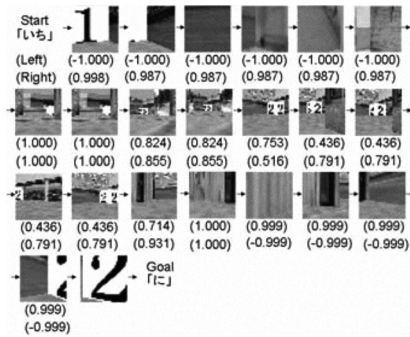 Start
「いち」
1
(Left) (-1.000) (-1.000) (-1.000) (-1.000) (-1.000) (-1.000)
(Right) (0.998) (0.987) (0.987) (0.987) (0.987) (0.987)
(1.000) (1.000) (0.824) (0.824) (0.753) (0.436) (0.436)
(1.000) (1.000) (0.855) (0.855) (0.516) (0.791) (0.791)
(0.436) (0.436) (0.714) (1.000) (0.999) (0.999) (0.999)
(0.791) (0.791) (0.931) (1.000) (-0.999) (-0.999) (-0.999)
2
Goal
「に」
(0.999)
(-0.999)